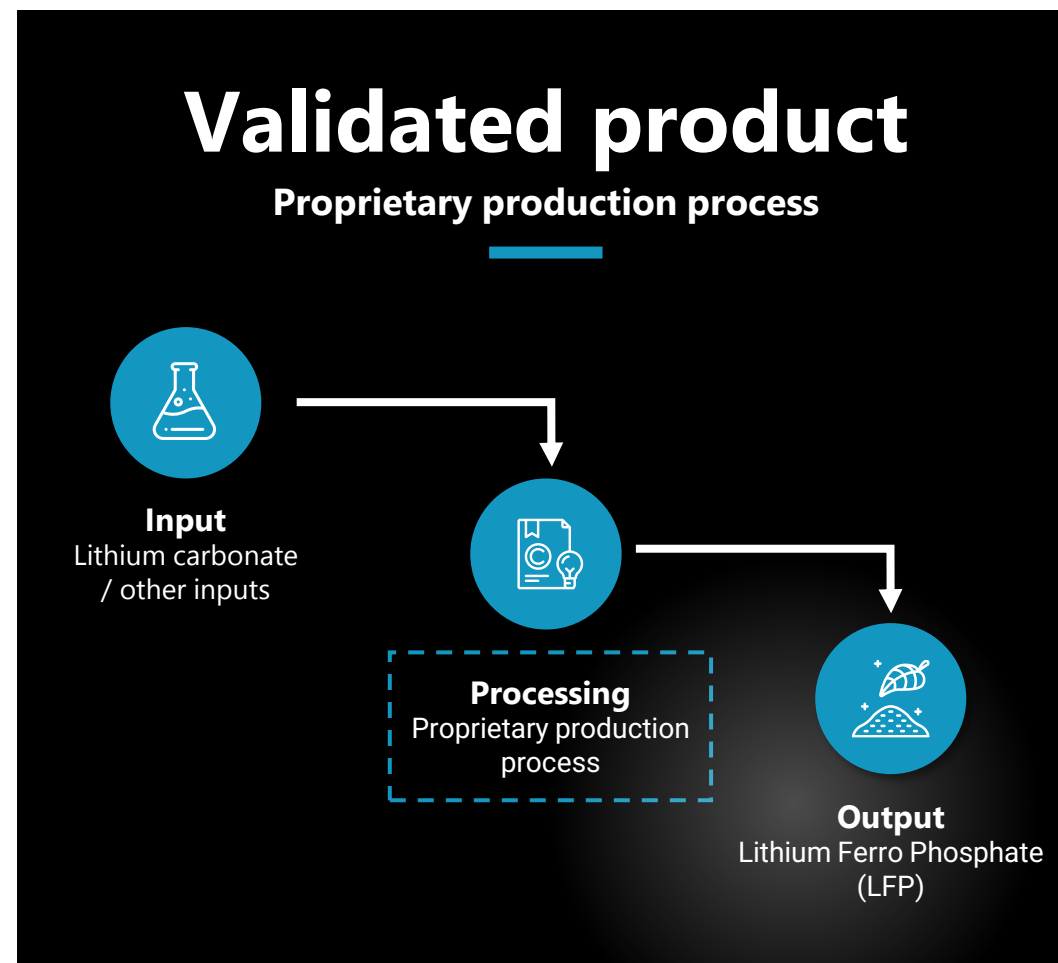 Validated product
Proprietary production process
Input
Lithium carbonate
/ other inputs
©
Processing
Proprietary production
process
Output
Lithium Ferro Phosphate
(LFP)